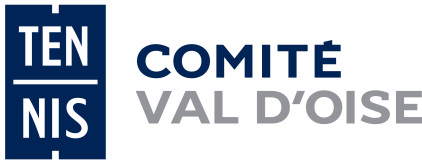 TEN
NIS
COMITÉ
VAL D'OISE